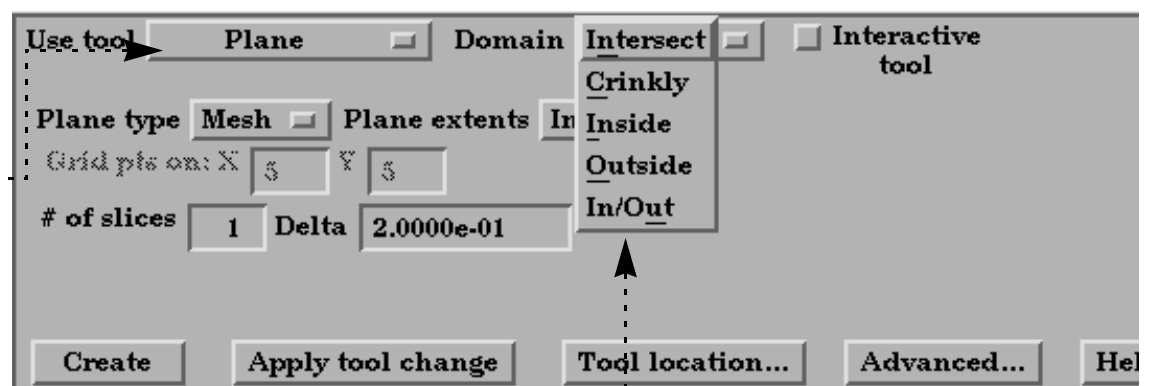 Use tool Plane Domain Intersect Interactive
tool
Crinkly
Plane type Mesh Plane extents In Inside
Grid pts on: X 5 Y 5 Outside
# of slices 1 Delta 2.0000e-01 In/Out
Create Apply tool change Tool location... Advanced... Hel